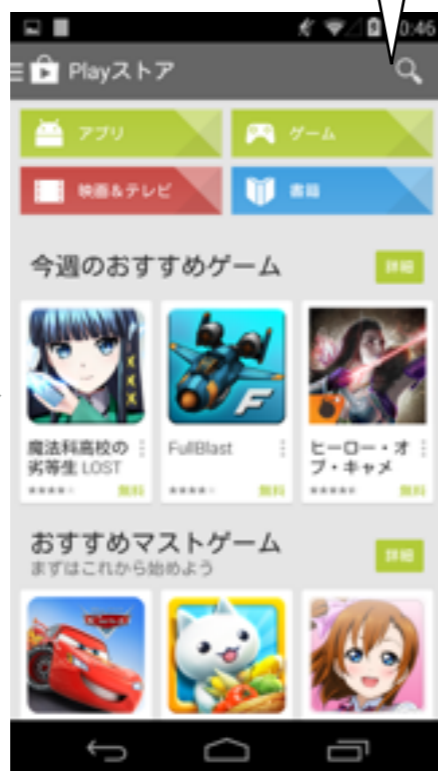 0:46
Playストア
アプリ
ゲーム
映画&テレビ
書籍
今週のおすすめゲーム
詳細
魔法科高校の
劣等生 LOST
無料
FullBlast
無料
ヒーロー・オ
ブ・キャメ
無料
おすすめマストゲーム
まずはこれから始めよう
詳細